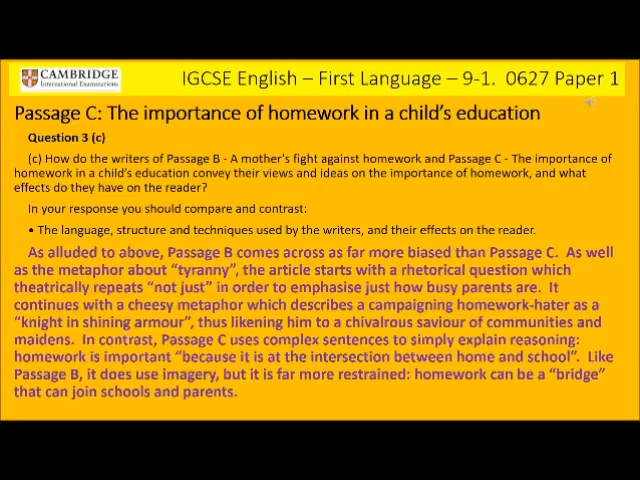 CAMBRIDGE
International Examinations
IGCSE English – First Language – 9-1. 0627 Paper 1
Passage C: The importance of homework in a child's education
Question 3 (c)
(c) How do the writers of Passage B - A mother's fight against homework and Passage C - The importance of
homework in a child's education convey their views and ideas on the importance of homework, and what
effects do they have on the reader?
In your response you should compare and contrast:
• The language, structure and techniques used by the writers, and their effects on the reader.
As alluded to above, Passage B comes across as far more biased than Passage C. As well
as the metaphor about "tyranny", the article starts with a rhetorical question which
theatrically repeats "not just" in order to emphasise just how busy parents are. It
continues with a cheesy metaphor which describes a campaigning homework-hater as a
"knight in shining armour", thus likening him to a chivalrous saviour of communities and
maidens. In contrast, Passage C uses complex sentences to simply explain reasoning:
homework is important "because it is at the intersection between home and school". Like
Passage B, it does use imagery, but it is far more restrained: homework can be a "bridge"
that can join schools and parents.